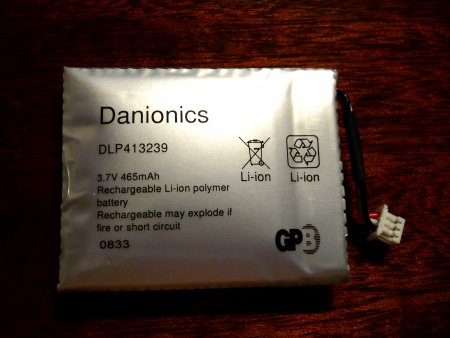 Danionics
DLP413239
3.7V 465mAh
Rechargeable Li-ion polymer
battery
Rechargeable may explode if
fire or short circuit
0833
Li-ion
Li-ion
GPB